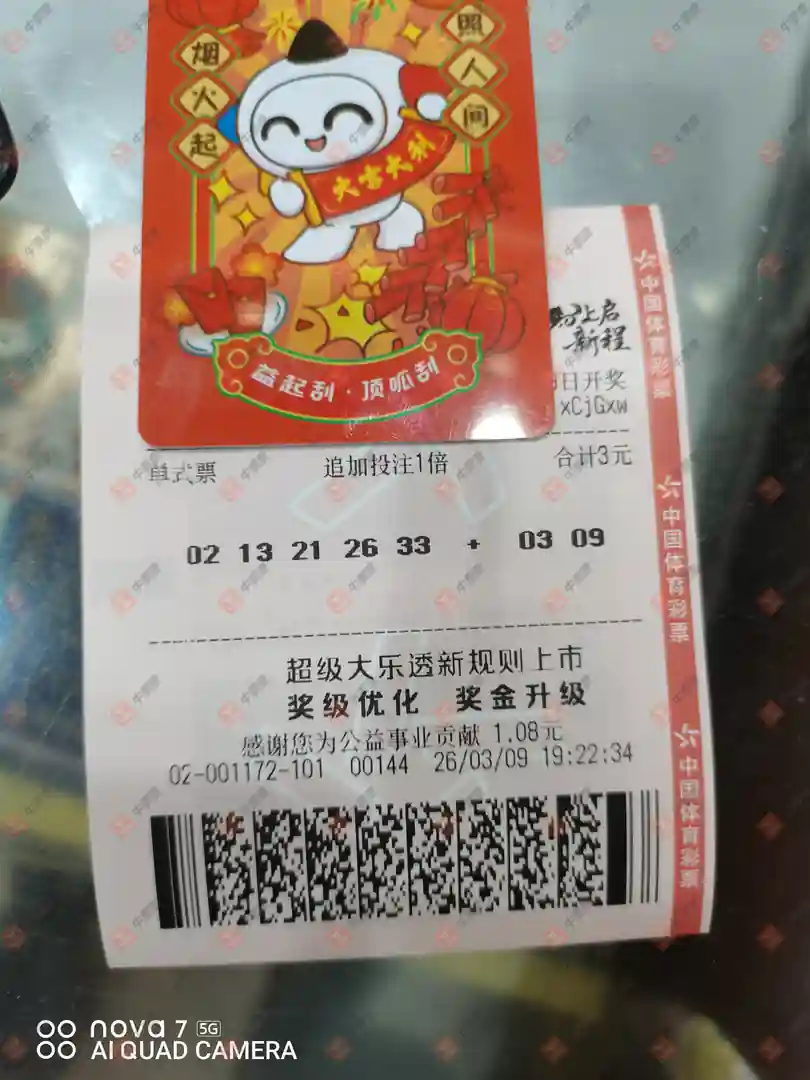 烟火起
照人间
大吉大利
益起刮·顶呱刮
上启
新程
日开奖
xCjGxw
单式票 追加投注1倍 合计3元
02 13 21 26 33 + 03 09
超级大乐透新规则上市
奖级优化 奖金升级
感谢您为公益事业贡献 1.08元
02-001172-101 00144 26/03/09 19:22:34
中国体育彩票
中国体育彩票
中国体育彩票
nova 7 5G
AI QUAD CAMERA